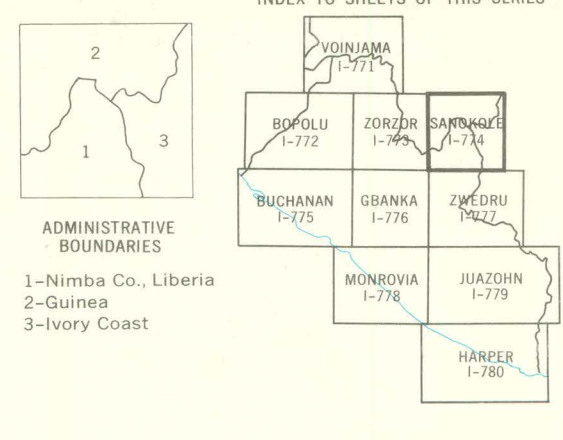 INDEX TO SHEETS OF THIS SERIES
2
1
3
ADMINISTRATIVE
BOUNDARIES
1-Nimba Co., Liberia
2-Guinea
3-Ivory Coast
VOINJAMA
I-771
BOPOLU
I-772
ZORZOR
I-773
SANOKOLE
I-774
BUCHANAN
I-775
GBANKA
I-776
ZWEDRU
I-777
MONROVIA
I-778
JUAZOHN
I-779
HARPER
I-780